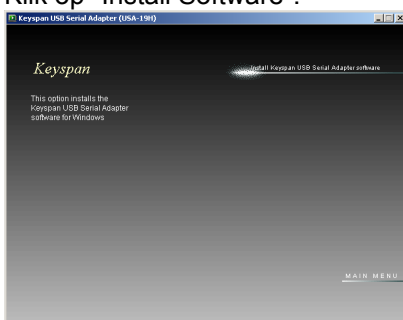 Klik op "Install Software".
Keyspan USB Serial Adapter (USA-19H)
Keyspan
Install Keyspan USB Serial Adapter software
This option installs the
Keyspan USB Serial Adapter
software for Windows
MAIN MENU